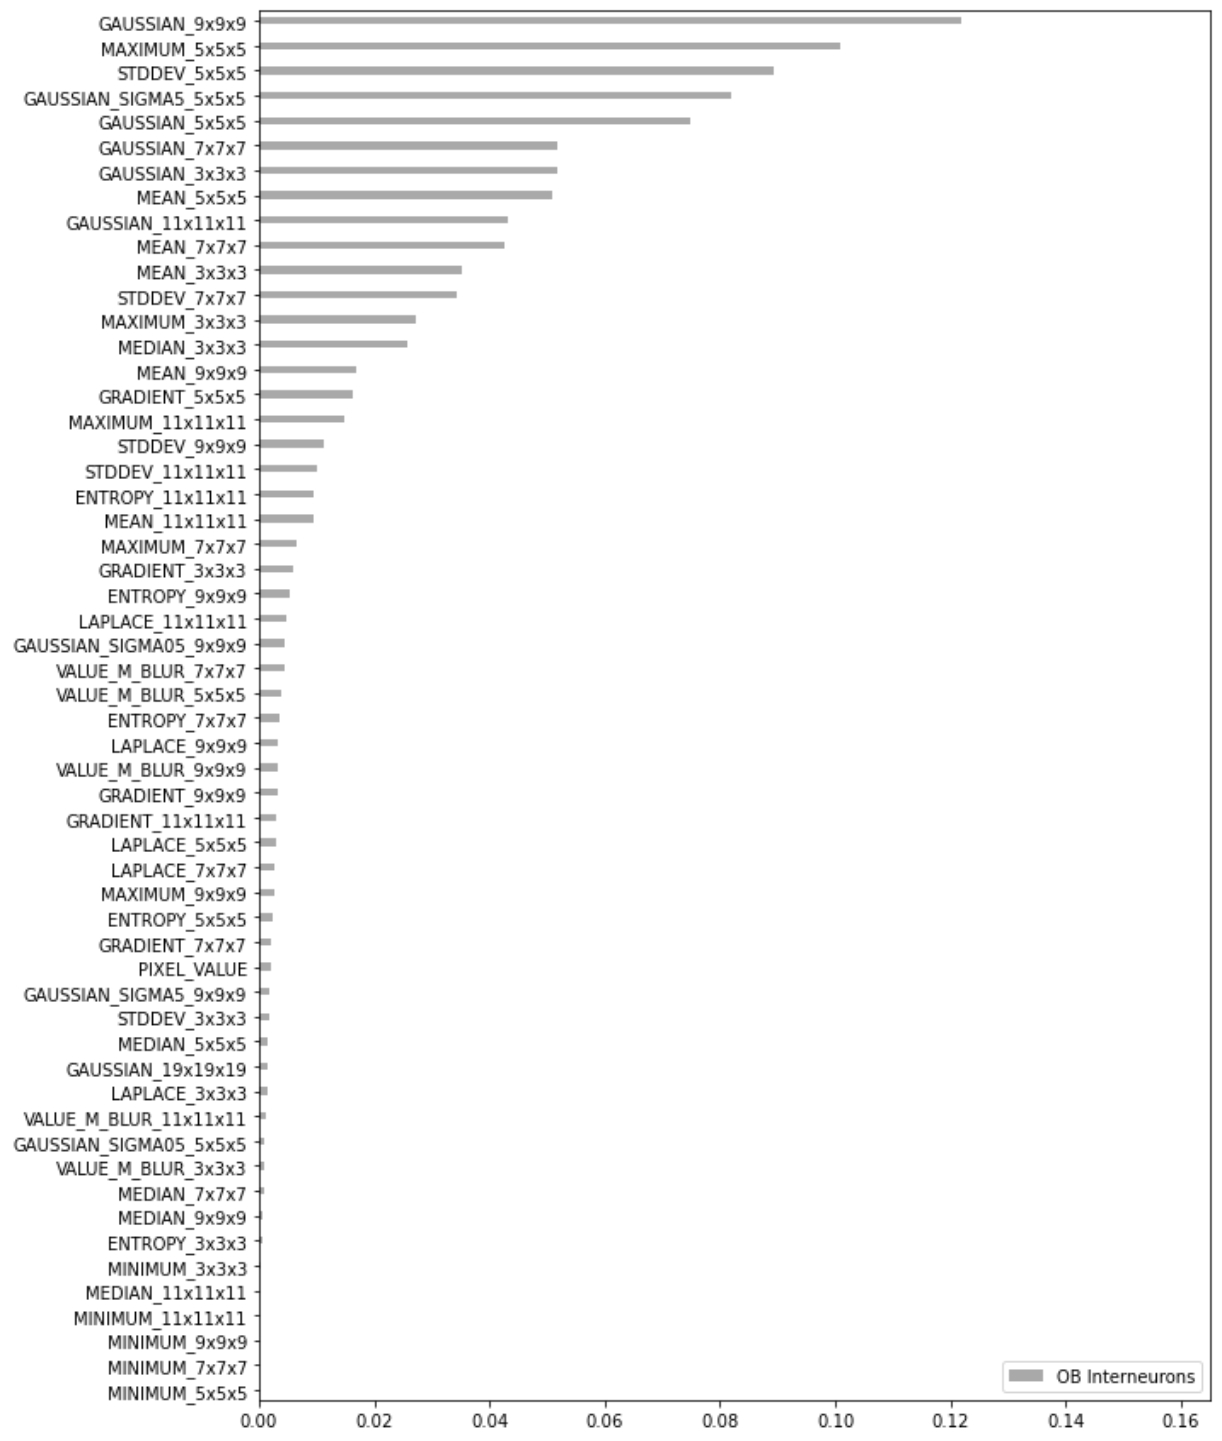 GAUSSIAN_9x9x9
MAXIMUM_5x5x5
STDDEV_5x5x5
GAUSSIAN_SIGMA5_5x5x5
GAUSSIAN_5x5x5
GAUSSIAN_7x7x7
GAUSSIAN_3x3x3
MEAN_5x5x5
GAUSSIAN_11x11x11
MEAN_7x7x7
MEAN_3x3x3
STDDEV_7x7x7
MAXIMUM_3x3x3
MEDIAN_3x3x3
MEAN_9x9x9
GRADIENT_5x5x5
MAXIMUM_11x11x11
STDDEV_9x9x9
STDDEV_11x11x11
ENTROPY_11x11x11
MEAN_11x11x11
MAXIMUM_7x7x7
GRADIENT_3x3x3
ENTROPY_9x9x9
LAPLACE_11x11x11
GAUSSIAN_SIGMA05_9x9x9
VALUE_M_BLUR_7x7x7
VALUE_M_BLUR_5x5x5
ENTROPY_7x7x7
LAPLACE_9x9x9
VALUE_M_BLUR_9x9x9
GRADIENT_9x9x9
GRADIENT_11x11x11
LAPLACE_5x5x5
LAPLACE_7x7x7
MAXIMUM_9x9x9
ENTROPY_5x5x5
GRADIENT_7x7x7
PIXEL_VALUE
GAUSSIAN_SIGMA5_9x9x9
STDDEV_3x3x3
MEDIAN_5x5x5
GAUSSIAN_19x19x19
LAPLACE_3x3x3
VALUE_M_BLUR_11x11x11
GAUSSIAN_SIGMA05_5x5x5
VALUE_M_BLUR_3x3x3
MEDIAN_7x7x7
MEDIAN_9x9x9
ENTROPY_3x3x3
MINIMUM_3x3x3
MEDIAN_11x11x11
MINIMUM_11x11x11
MINIMUM_9x9x9
MINIMUM_7x7x7
MINIMUM_5x5x5
OB Interneurons
0.00 0.02 0.04 0.06 0.08 0.10 0.12 0.14 0.16